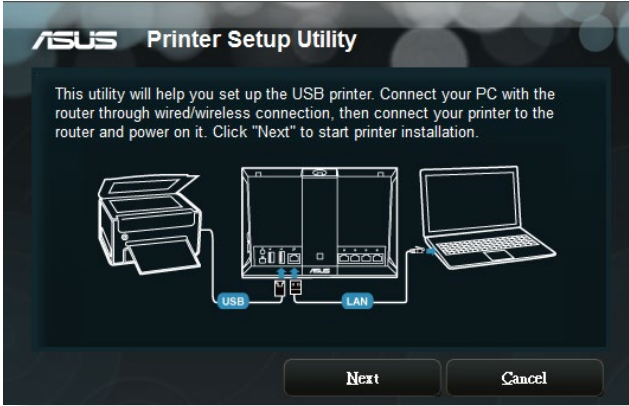 ASUS Printer Setup Utility
This utility will help you set up the USB printer. Connect your PC with the
router through wired/wireless connection, then connect your printer to the
router and power on it. Click "Next" to start printer installation.
ASUS
USB
LAN
Next
Cancel